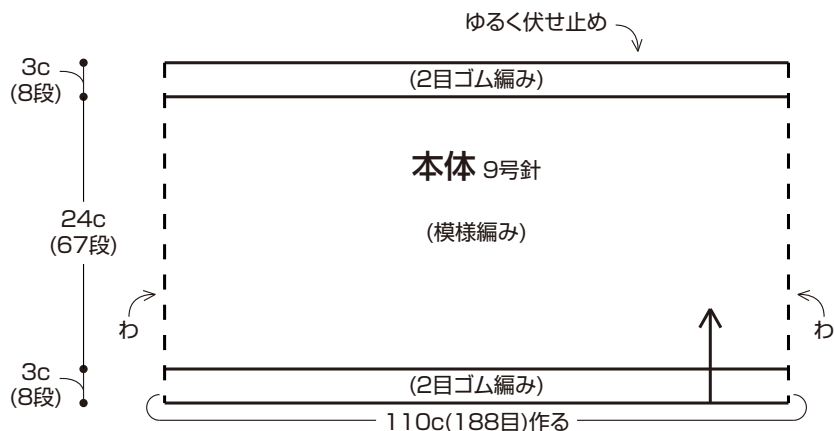 ゆるく伏せ止め
3c
(8段)
(2目ゴム編み)
本体 9号針
24c
(67段)
(模様編み)
わ
わ
3c
(8段)
(2目ゴム編み)
110c(188目)作る